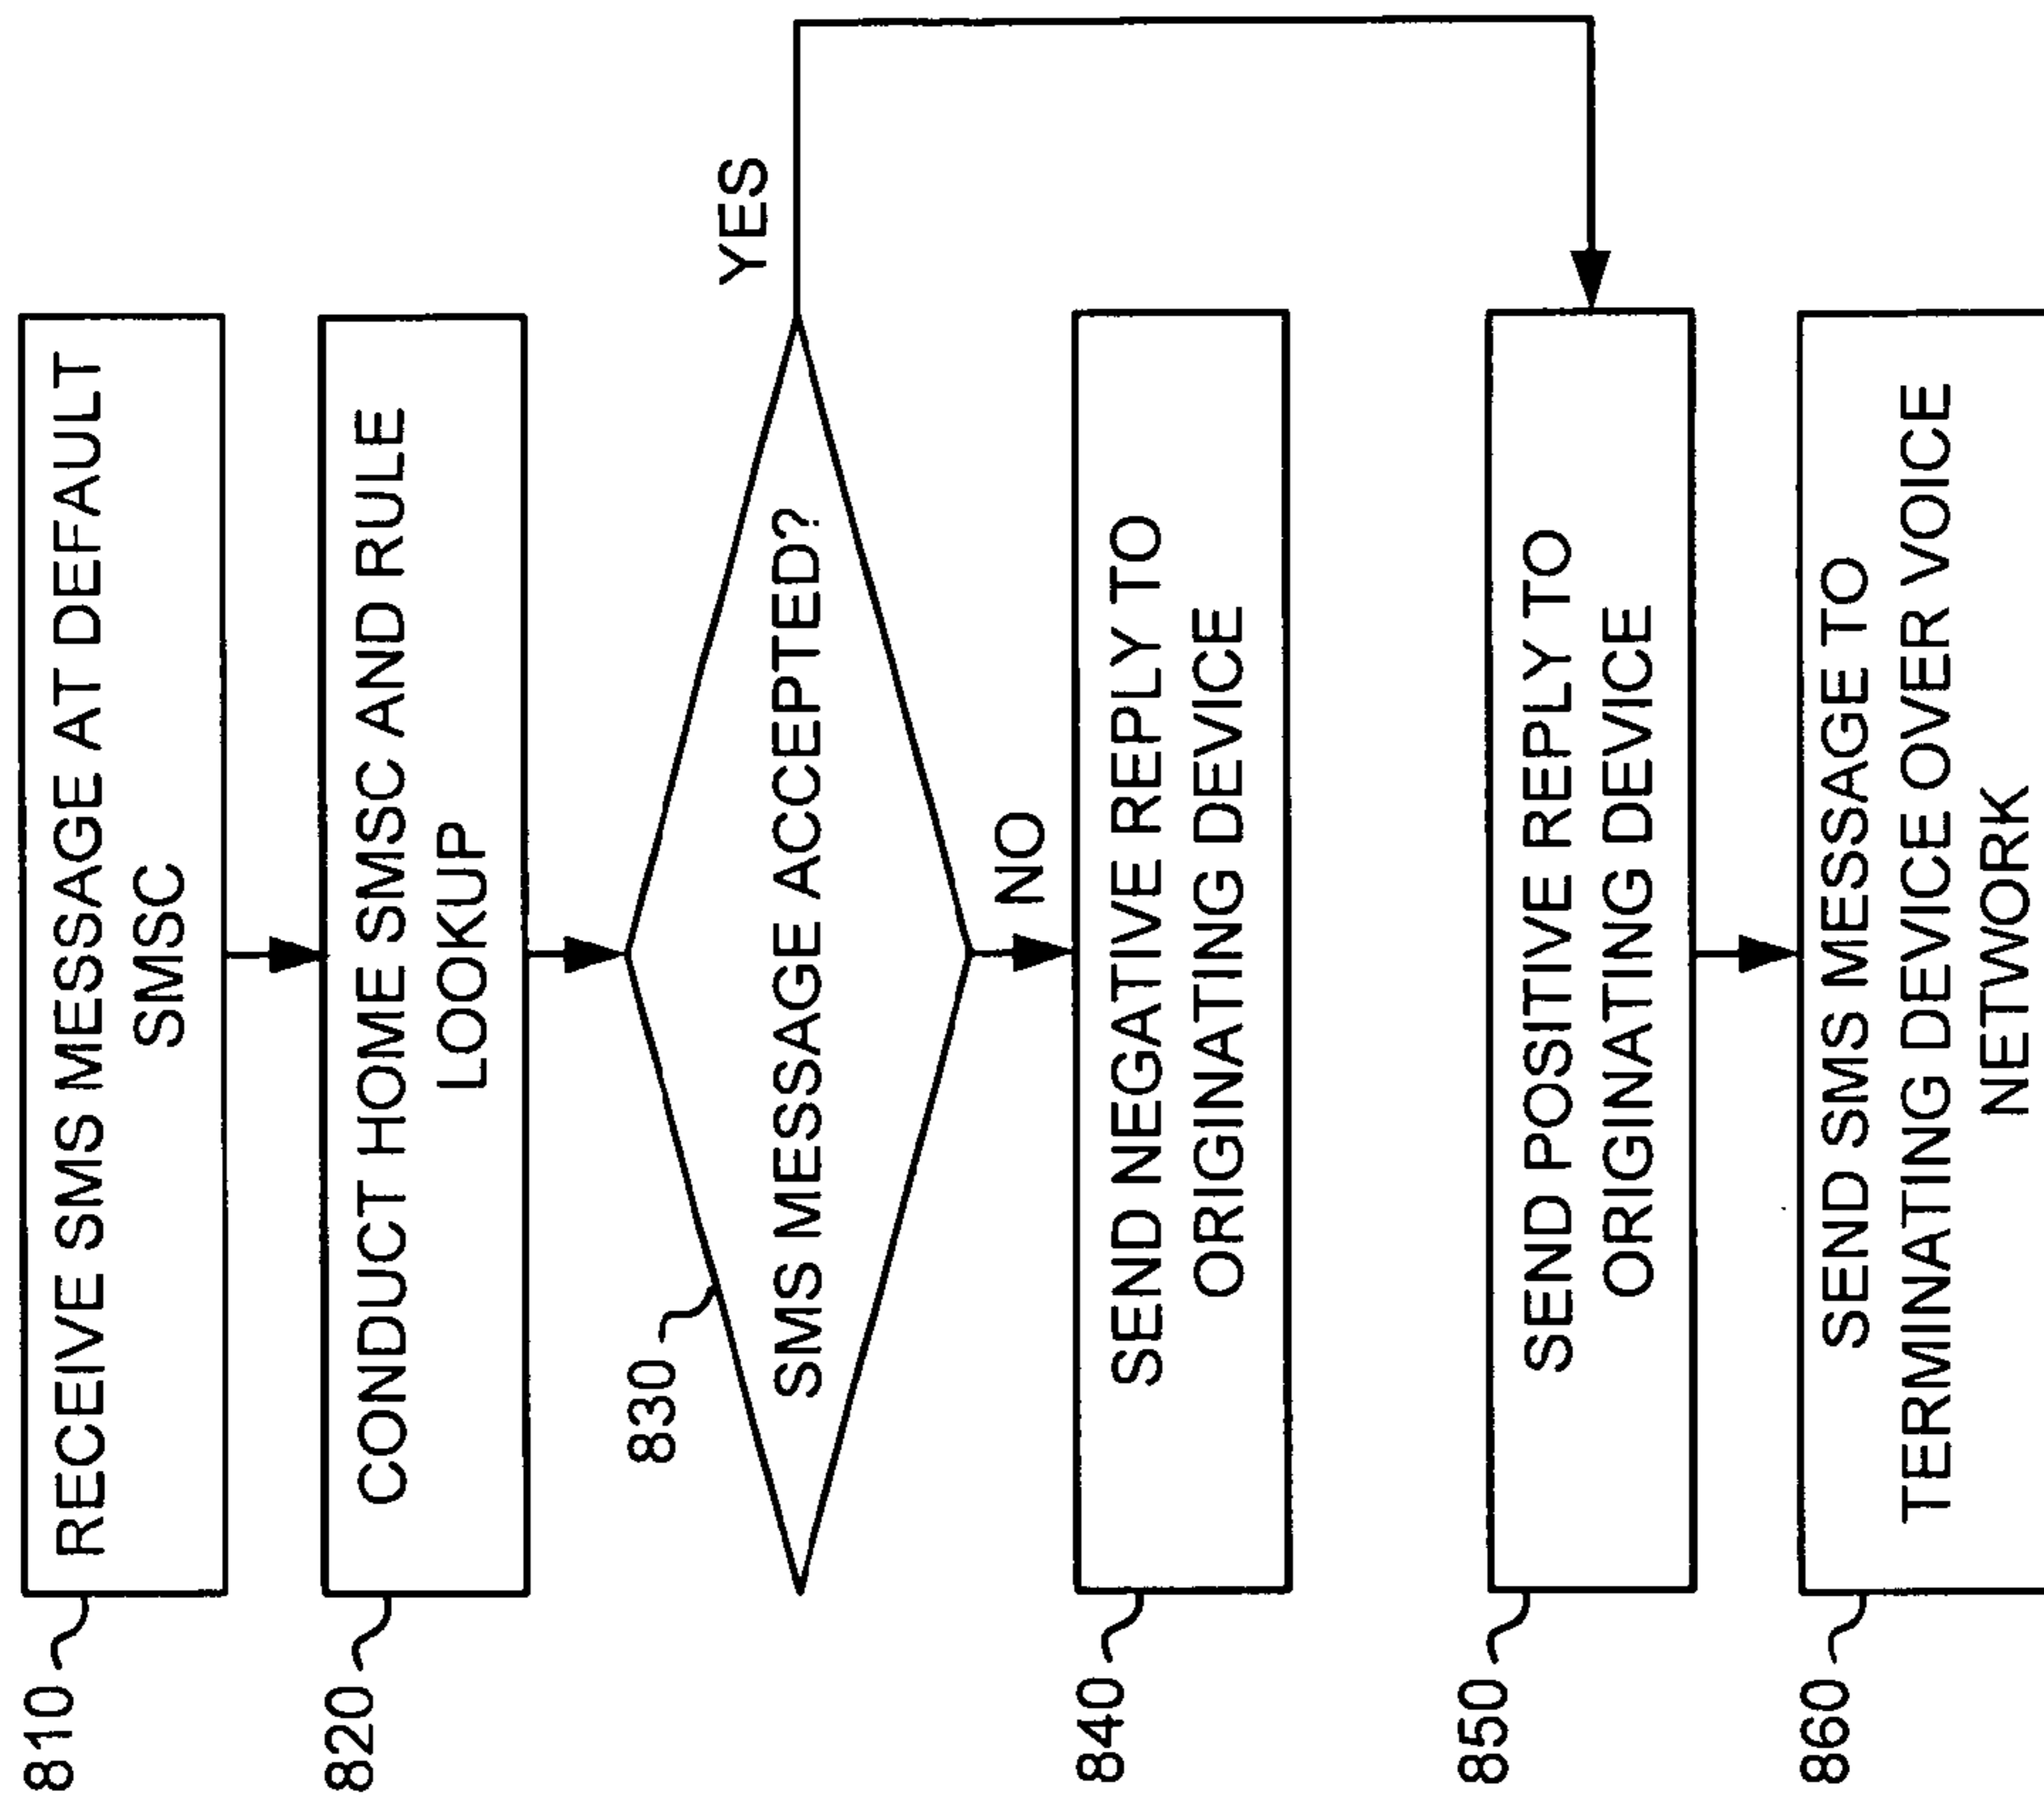 810
RECEIVE SMS MESSAGE AT DEFAULT
SMSC
820
CONDUCT HOME SMSC AND RULE
LOOKUP
830
SMS MESSAGE ACCEPTED?
YES
NO
840
SEND NEGATIVE REPLY TO
ORIGINATING DEVICE
850
SEND POSITIVE REPLY TO
ORIGINATING DEVICE
860
SEND SMS MESSAGE TO
TERMINATING DEVICE OVER VOICE
NETWORK